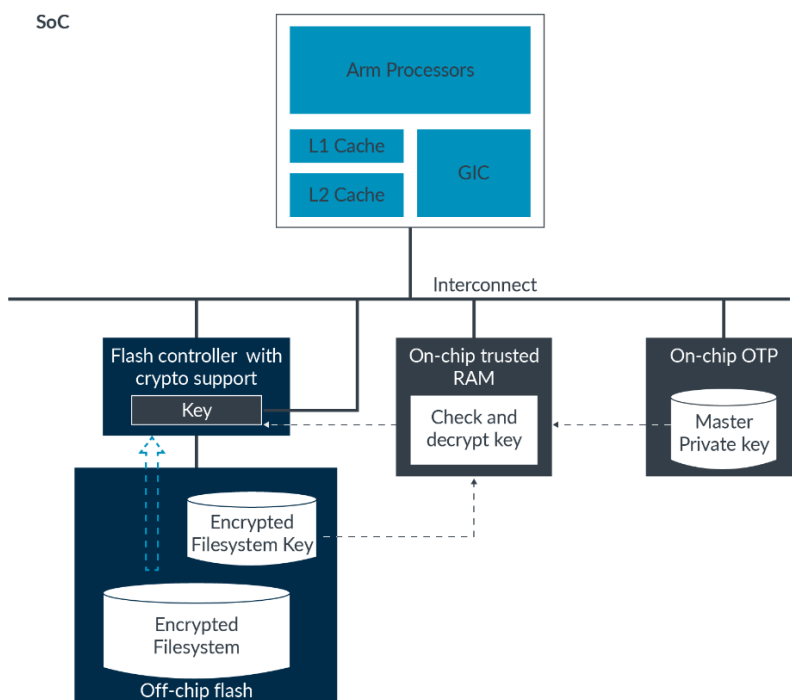 SoC
Arm Processors
L1 Cache
L2 Cache
GIC
Interconnect
Flash controller with
crypto support
Key
On-chip trusted
RAM
Check and
decrypt key
On-chip OTP
Master
Private key
Encrypted
Filesystem Key
Encrypted
Filesystem
Off-chip flash